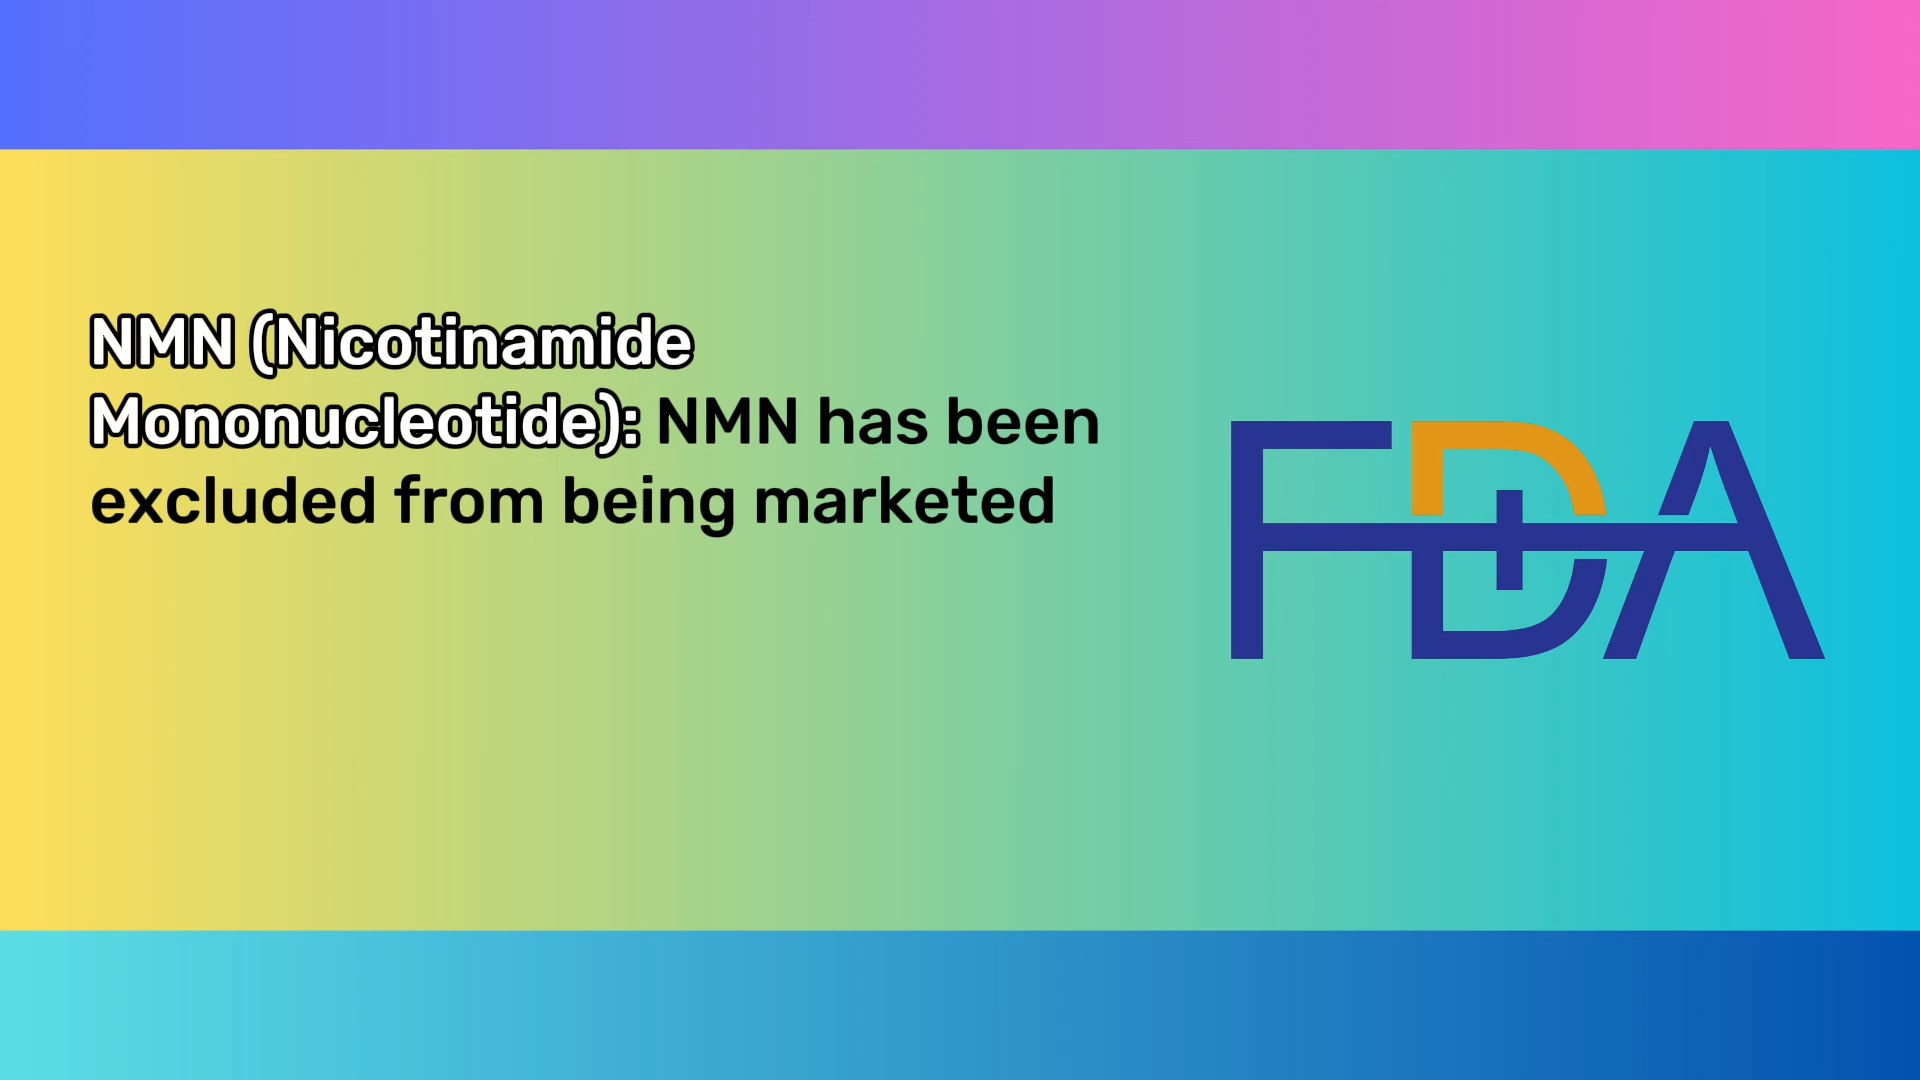 NMN (Nicotinamide
Mononucleotide): NMN has been
excluded from being marketed
FDA